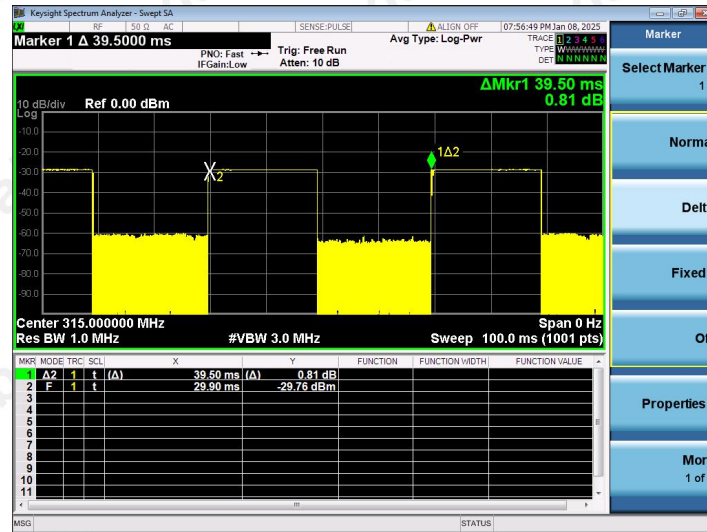 Keysight Spectrum Analyzer - Swept SA
LXI RF 50 Ω AC SENSE:PULSE ALIGN OFF 07:56:49 PM Jan 08, 2025
Marker 1 Δ 39.5000 ms
PNO: Fast Trig: Free Run Avg Type: Log-Pwr TRACE 1 2 3 4 5 6
IFGain:Low Atten: 10 dB TYPE WWWWWW
DET N N N N N N
ΔMkr1 39.50 ms
10 dB/div Ref 0.00 dBm 0.81 dB
Log
-10.0
-20.0
1Δ2
-30.0
X2
-40.0
-50.0
-60.0
-70.0
-80.0
-90.0
Center 315.000000 MHz Span 0 Hz
Res BW 1.0 MHz #VBW 3.0 MHz Sweep 100.0 ms (1001 pts)
MKR MODE TRC SCL X Y FUNCTION FUNCTION WIDTH FUNCTION VALUE
1 Δ2 1 t (Δ) 39.50 ms (Δ) 0.81 dB
2 F 1 t 29.90 ms -29.76 dBm
3
4
5
6
7
8
9
10
11
MSG STATUS
Marker
Select Marker
1
Norma
Delt
Fixed
Of
Properties
Mor
1 of